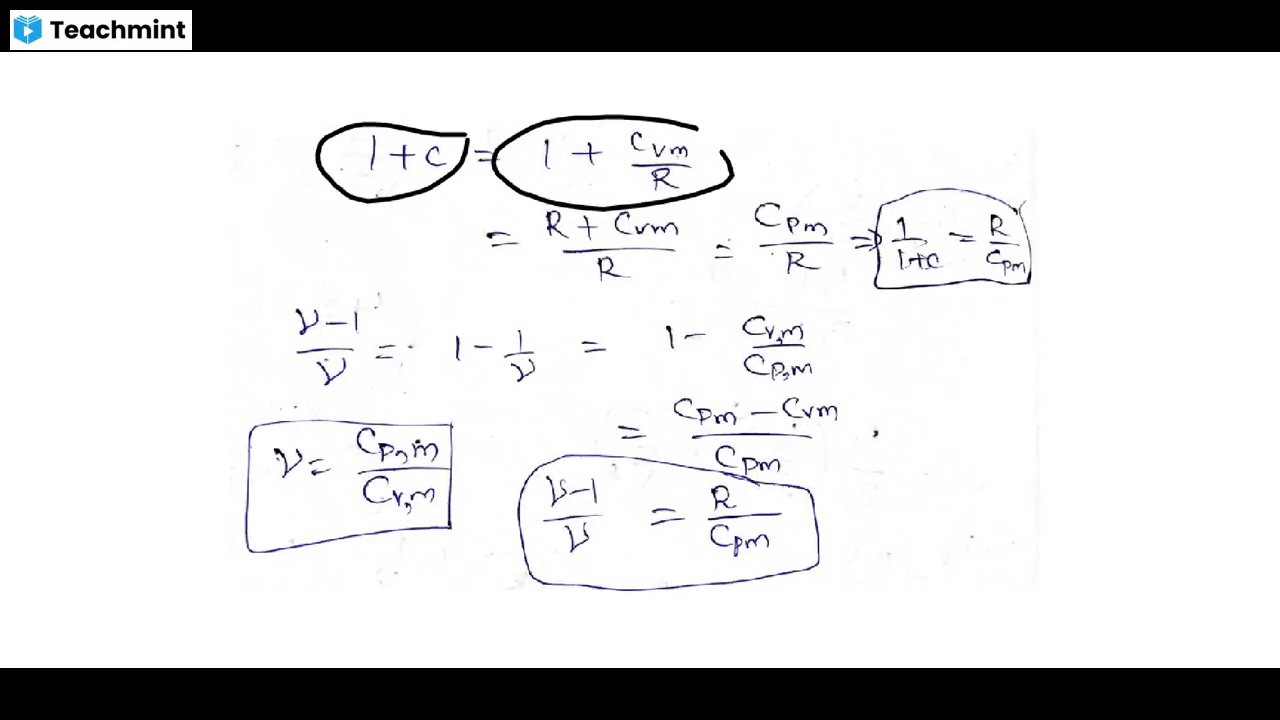 Teachmint
1 + c = 1 + Cvm/R
= (R + Cvm)/R = Cpm/R ⇒ 1/(1+c) = R/Cpm
(ν-1)/ν = 1 - 1/ν = 1 - Cv,m/Cp,m
= (Cpm - Cvm)/Cpm
ν = Cp,m/Cv,m
(ν-1)/ν = R/Cpm